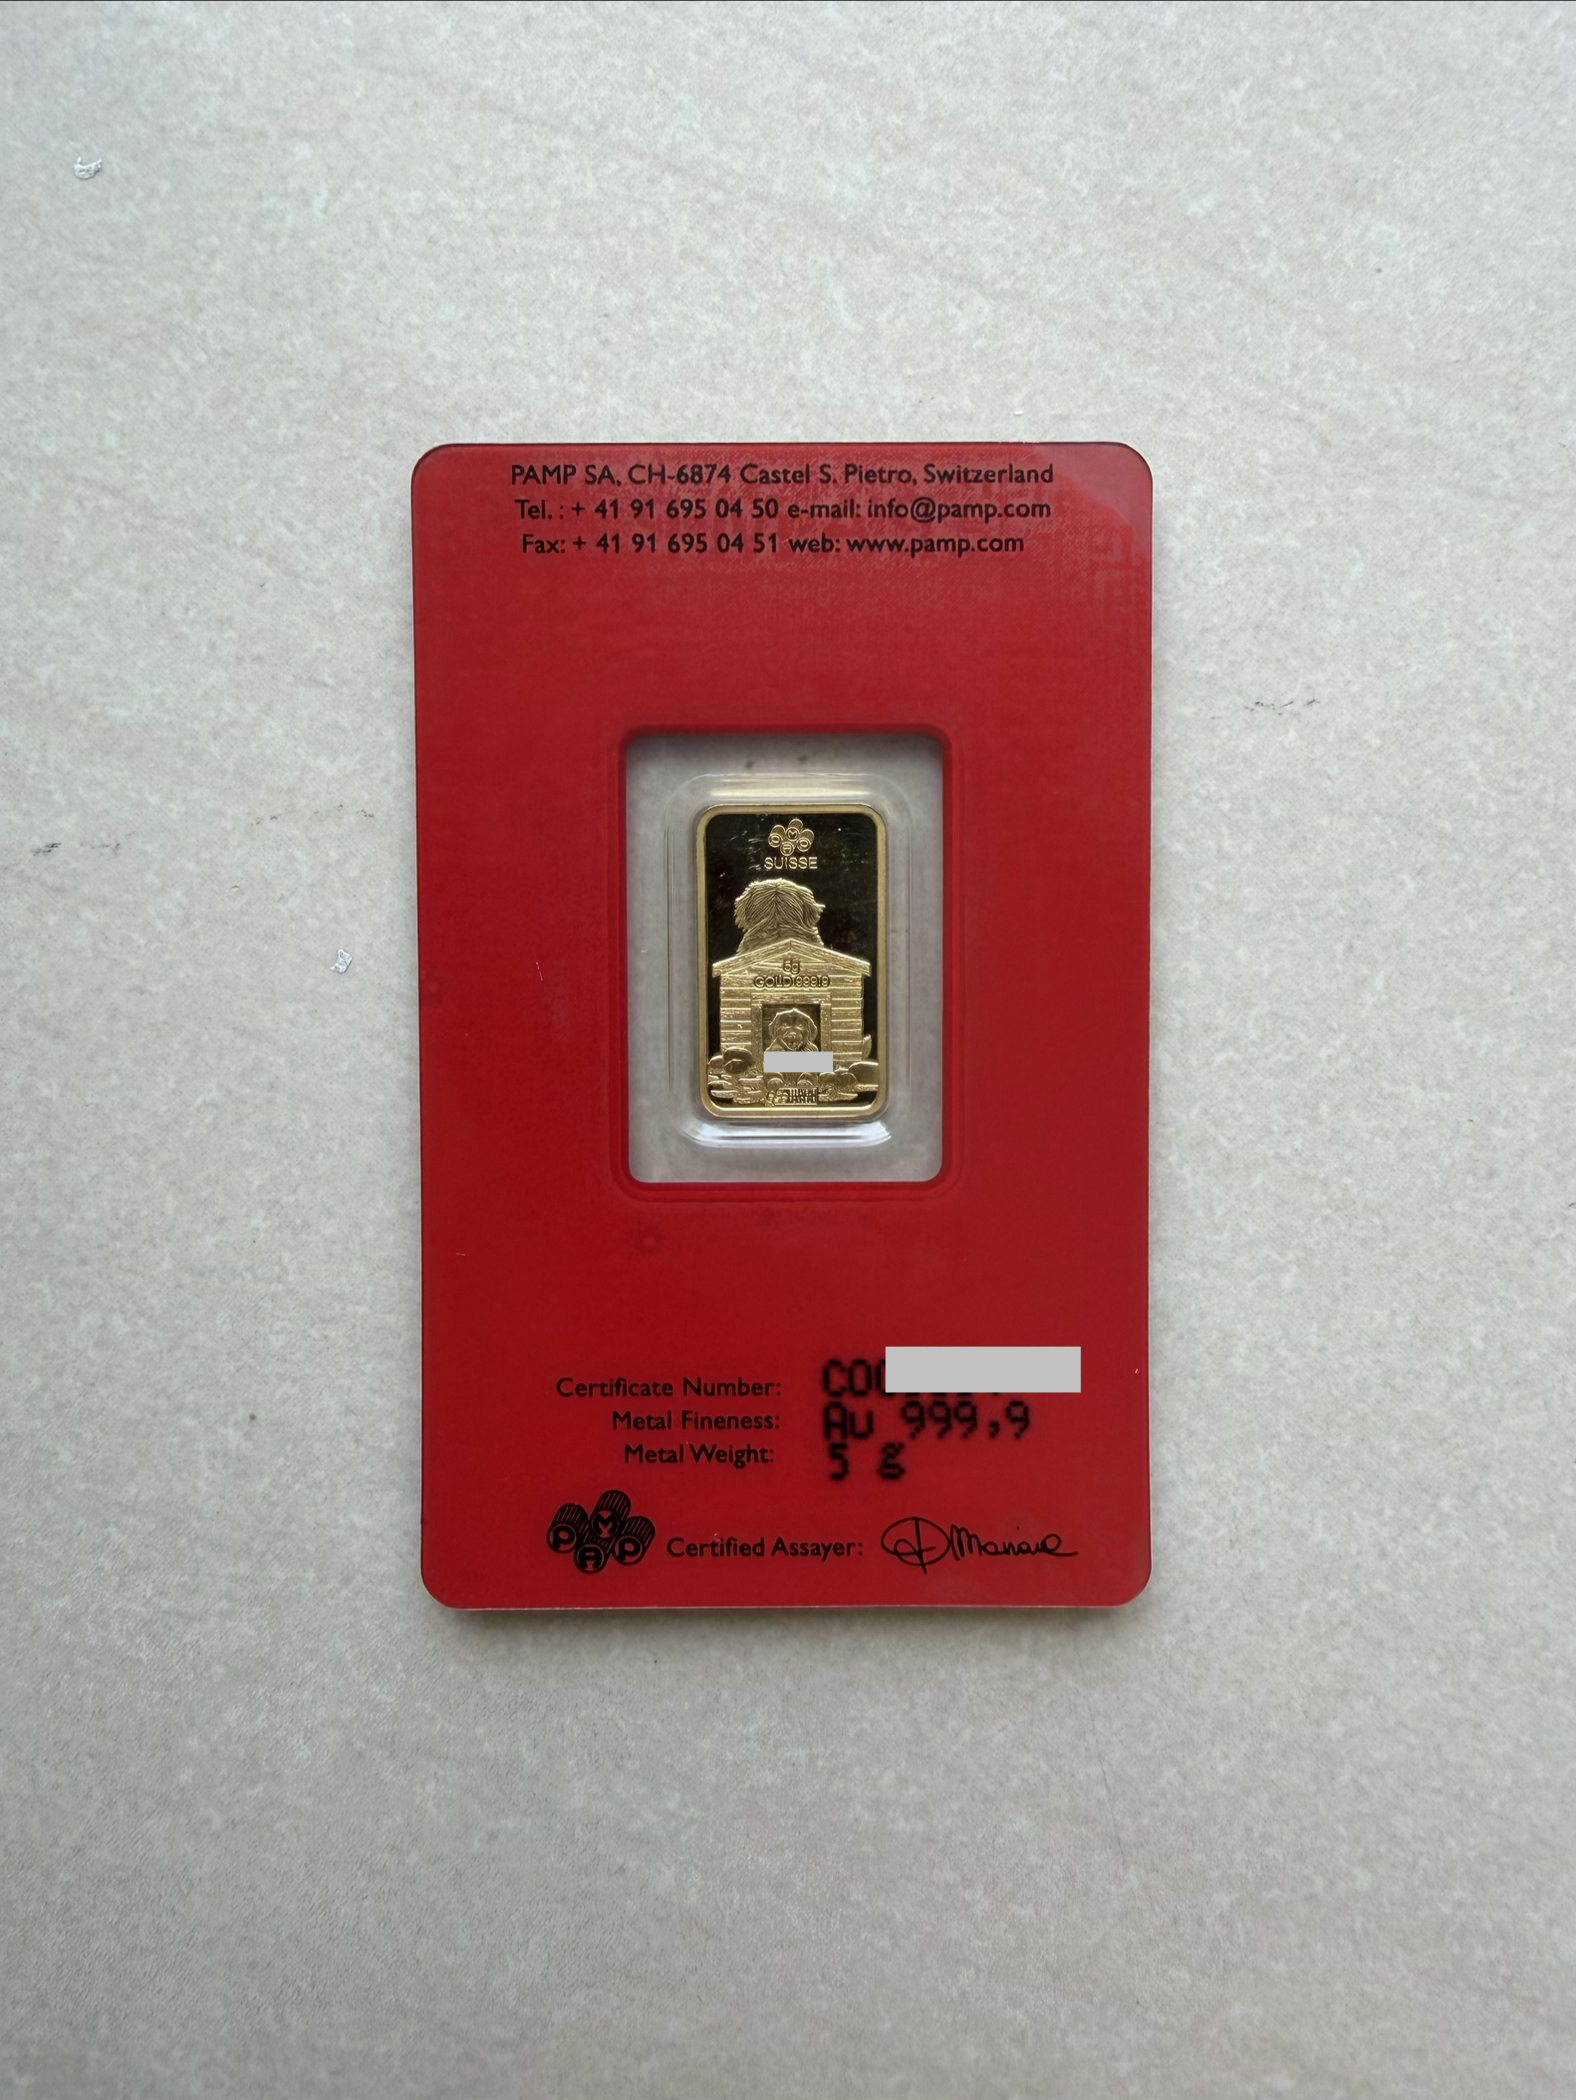 PAMP SA, CH-6874 Castel S. Pietro, Switzerland
Tel. : + 41 91 695 04 50 e-mail: info@pamp.com
Fax: + 41 91 695 04 51 web: www.pamp.com
PAMP
SUISSE
5g
GOLD 999.9
Certificate Number:
Metal Fineness: Au 999,9
Metal Weight: 5 g
PAMP Certified Assayer: